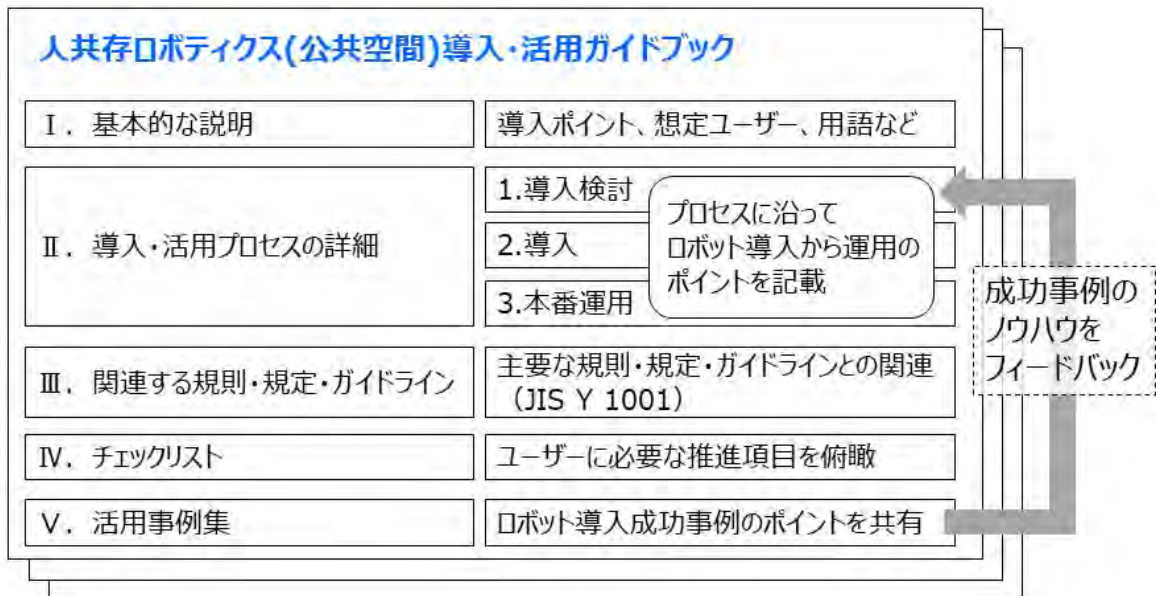 人共存ロボティクス(公共空間)導入・活用ガイドブック
Ⅰ．基本的な説明
導入ポイント、想定ユーザー、用語など
Ⅱ．導入・活用プロセスの詳細
1.導入検討
2.導入
3.本番運用
プロセスに沿って
ロボット導入から運用の
ポイントを記載
Ⅲ．関連する規則・規定・ガイドライン
主要な規則・規定・ガイドラインとの関連
（JIS Y 1001）
Ⅳ．チェックリスト
ユーザーに必要な推進項目を俯瞰
Ⅴ．活用事例集
ロボット導入成功事例のポイントを共有
成功事例の
ノウハウを
フィードバック